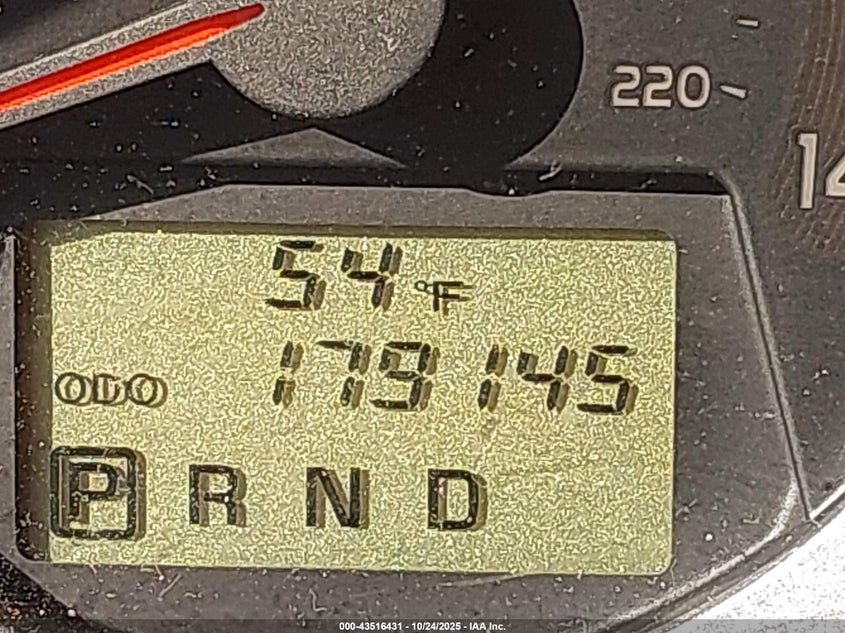 220
14
54°F
ODO 179145
P R N D
000-43516431 - 10/24/2025 - IAA Inc.